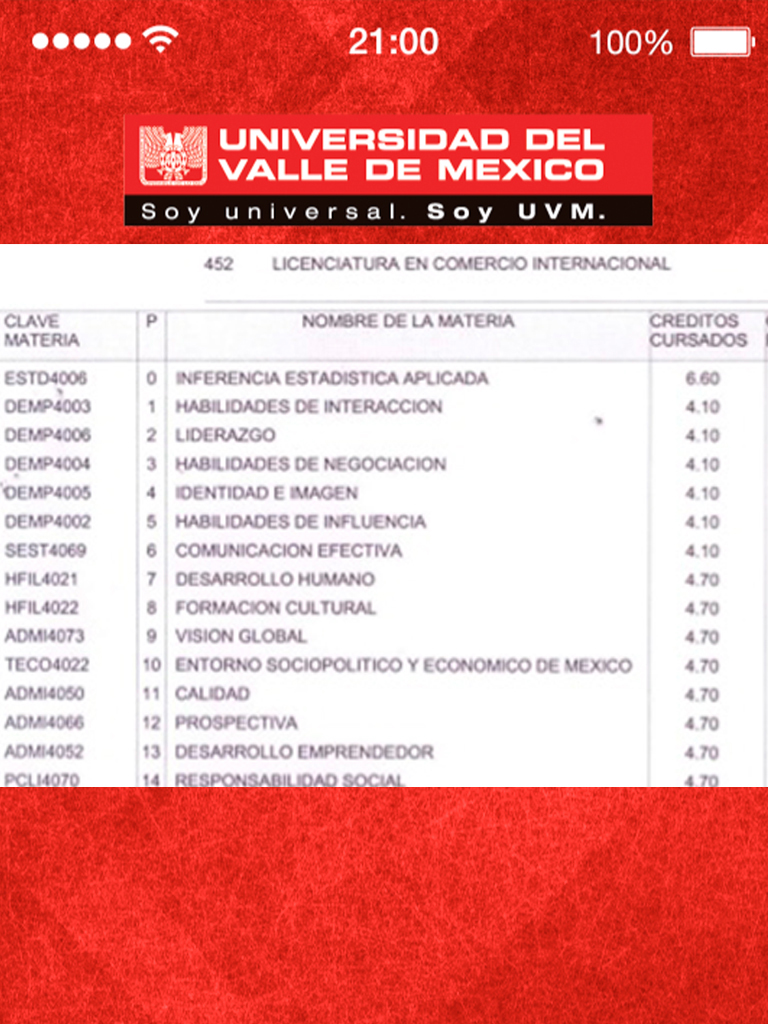 21:00 100%
UNIVERSIDAD DEL
VALLE DE MEXICO
Soy universal. Soy UVM.
452 LICENCIATURA EN COMERCIO INTERNACIONAL
CLAVE MATERIA P NOMBRE DE LA MATERIA CREDITOS CURSADOS
ESTD4006 0 INFERENCIA ESTADISTICA APLICADA 6.60
DEMP4003 1 HABILIDADES DE INTERACCION 4.10
DEMP4006 2 LIDERAZGO 4.10
DEMP4004 3 HABILIDADES DE NEGOCIACION 4.10
DEMP4005 4 IDENTIDAD E IMAGEN 4.10
DEMP4002 5 HABILIDADES DE INFLUENCIA 4.10
SEST4069 6 COMUNICACION EFECTIVA 4.10
HFIL4021 7 DESARROLLO HUMANO 4.70
HFIL4022 8 FORMACION CULTURAL 4.70
ADMI4073 9 VISION GLOBAL 4.70
TECO4022 10 ENTORNO SOCIOPOLITICO Y ECONOMICO DE MEXICO 4.70
ADMI4050 11 CALIDAD 4.70
ADMI4066 12 PROSPECTIVA 4.70
ADMI4052 13 DESARROLLO EMPRENDEDOR 4.70
PCLI4070 14 RESPONSABILIDAD SOCIAL 4.70